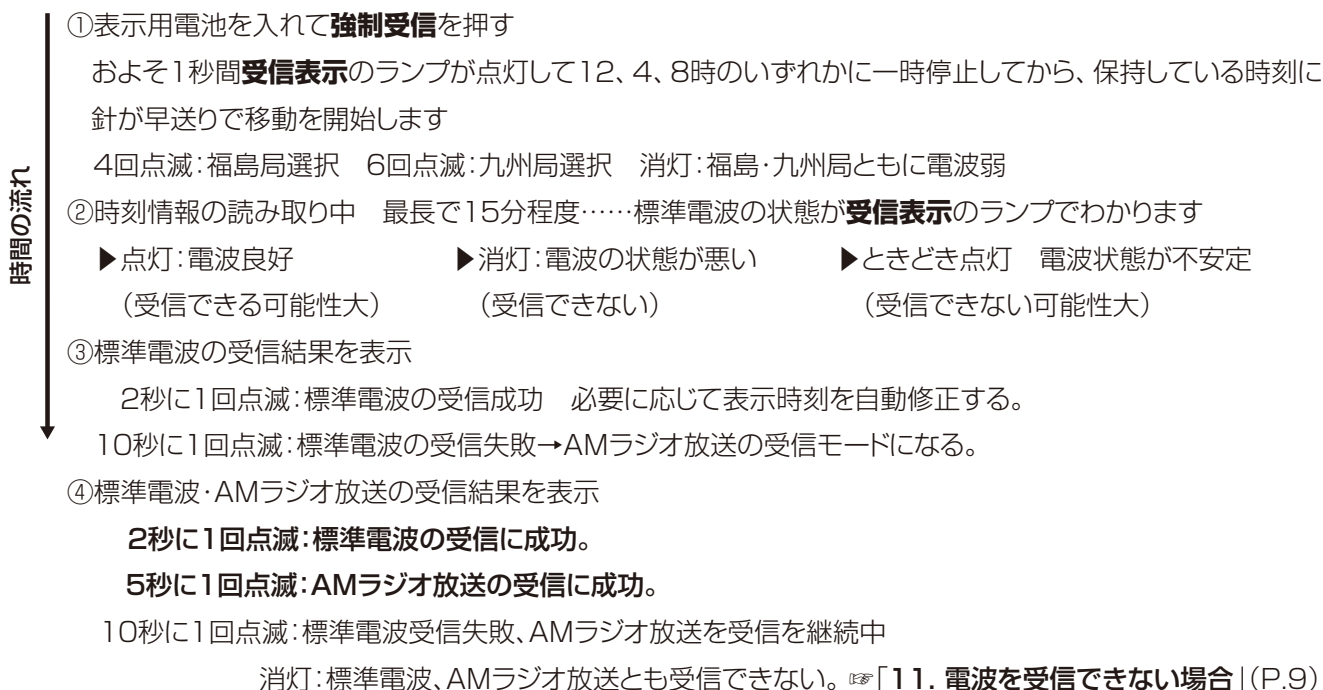 時間の流れ
①表示用電池を入れて強制受信を押す
およそ1秒間受信表示のランプが点灯して12、4、8時のいずれかに一時停止してから、保持している時刻に
針が早送りで移動を開始します
4回点滅:福島局選択　6回点滅:九州局選択　消灯:福島・九州局ともに電波弱
②時刻情報の読み取り中　最長で15分程度……標準電波の状態が受信表示のランプでわかります
▶点灯:電波良好　▶消灯:電波の状態が悪い　▶ときどき点灯　電波状態が不安定
(受信できる可能性大)　(受信できない)　(受信できない可能性大)
③標準電波の受信結果を表示
2秒に1回点滅:標準電波の受信成功　必要に応じて表示時刻を自動修正する。
10秒に1回点滅:標準電波の受信失敗→AMラジオ放送の受信モードになる。
④標準電波・AMラジオ放送の受信結果を表示
2秒に1回点滅:標準電波の受信に成功。
5秒に1回点滅:AMラジオ放送の受信に成功。
10秒に1回点滅:標準電波受信失敗、AMラジオ放送を受信を継続中
消灯:標準電波、AMラジオ放送とも受信できない。☞「11. 電波を受信できない場合」(P.9)